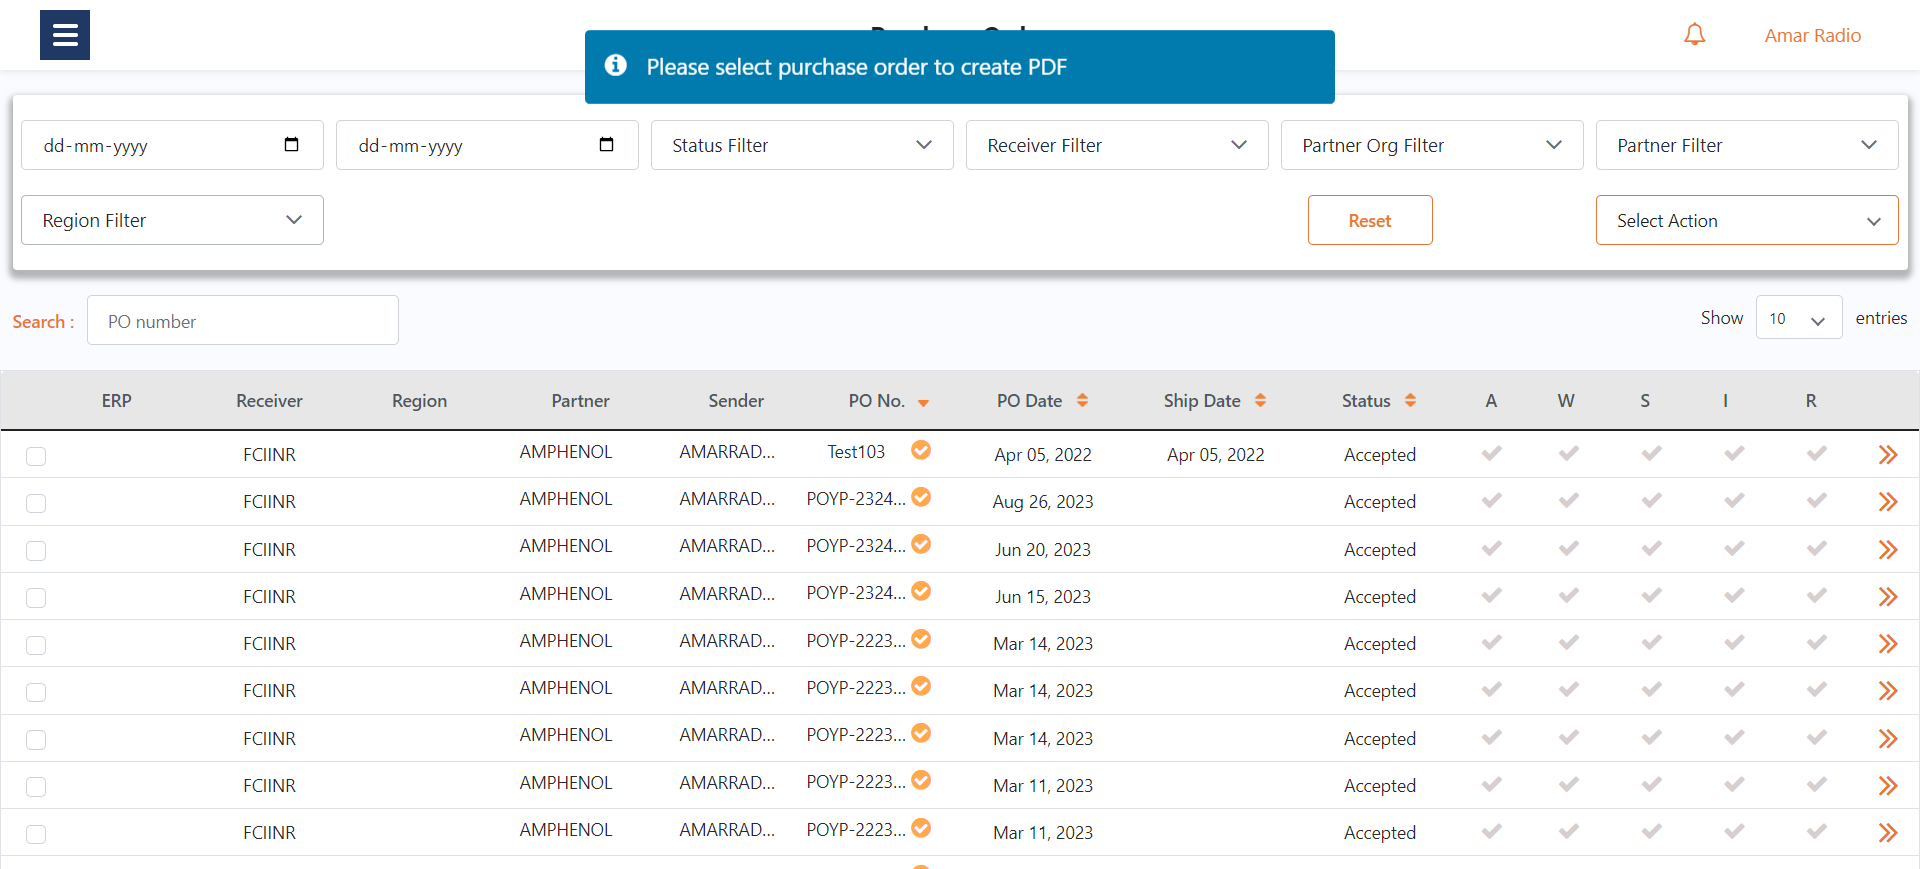 Amar Radio
Please select purchase order to create PDF
dd-mm-yyyy dd-mm-yyyy Status Filter Receiver Filter Partner Org Filter Partner Filter
Region Filter Reset Select Action
Search : PO number Show 10 entries
ERP Receiver Region Partner Sender PO No. PO Date Ship Date Status A W S I R
FCIINR AMPHENOL AMARRAD... Test103 Apr 05, 2022 Apr 05, 2022 Accepted
FCIINR AMPHENOL AMARRAD... POYP-2324... Aug 26, 2023 Accepted
FCIINR AMPHENOL AMARRAD... POYP-2324... Jun 20, 2023 Accepted
FCIINR AMPHENOL AMARRAD... POYP-2324... Jun 15, 2023 Accepted
FCIINR AMPHENOL AMARRAD... POYP-2223... Mar 14, 2023 Accepted
FCIINR AMPHENOL AMARRAD... POYP-2223... Mar 14, 2023 Accepted
FCIINR AMPHENOL AMARRAD... POYP-2223... Mar 14, 2023 Accepted
FCIINR AMPHENOL AMARRAD... POYP-2223... Mar 11, 2023 Accepted
FCIINR AMPHENOL AMARRAD... POYP-2223... Mar 11, 2023 Accepted